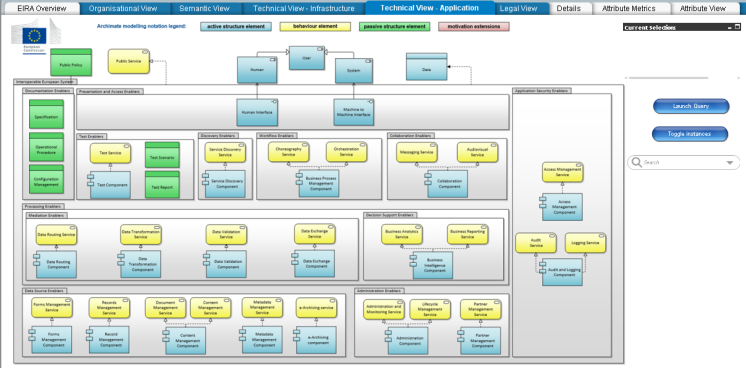 EIRA Overview
Organisational View
Semantic View
Technical View - Infrastructure
Technical View - Application
Legal View
Details
Attribute Metrics
Attribute View
Archimate modelling notation legend:
active structure element
behaviour element
passive structure element
motivation extensions
Current Selection
European
Commission
Public Policy
Public Service
Human
User
System
Data
Launch Query
Toggle instances
Search
Interoperable European System
Documentation Enablers
Specification
Operational
Procedure
Configuration
Management
Presentation and Access Enablers
Human Interface
Machine to
Machine Interface
Test Enablers
Test Service
Test Component
Test Scenario
Test Report
Discovery Enablers
Service Discovery
Service
Service Discovery
Component
Workflow Enablers
Choreography
Service
Orchestration
Service
Business Process
Management
Component
Collaboration Enablers
Messaging Service
Audiovisual
Service
Collaboration
Component
Application Security Enablers
Access Management
Service
Access
Management
Component
Audit
Service
Logging Service
Audit and Logging
Component
Processing Enablers
Mediation Enablers
Data Routing Service
Data Routing
Component
Data Transformation
Service
Data
Transformation
Component
Data Validation
Service
Data Validation
Component
Data Exchange
Service
Data Exchange
Component
Decision Support Enablers
Business Analytics
Service
Business Reporting
Service
Business
Intelligence
Component
Data Source Enablers
Forms Management
Service
Forms
Management
Component
Records
Management
Service
Record
Management
Component
Document
Management
Service
Content
Management
Service
Content
Management
Component
Metadata
Management
Service
Metadata
Management
Component
e-Archiving service
e-Archiving
component
Administration Enablers
Administration and
Monitoring Service
Lifecycle
Management
Service
Administration
Component
Partner
Management
Service
Partner
Management
Component